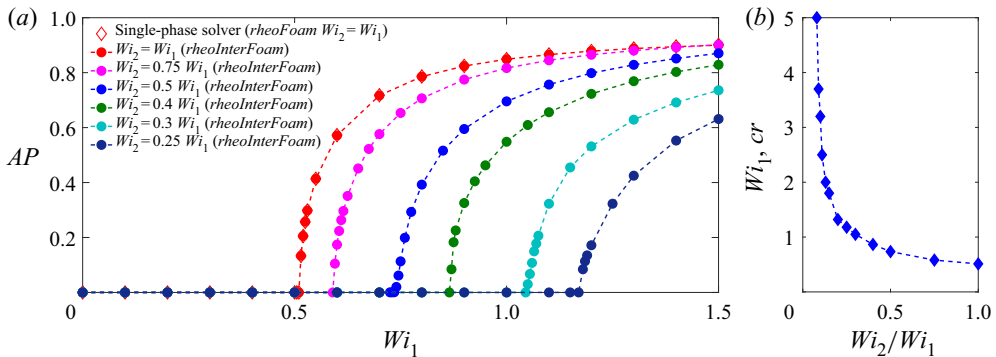 (a)
1.0
0.8
0.6
0.4
0.2
0
AP
Single-phase solver (rheoFoam Wi2 = Wi1)
Wi2 = Wi1 (rheoInterFoam)
Wi2 = 0.75 Wi1 (rheoInterFoam)
Wi2 = 0.5 Wi1 (rheoInterFoam)
Wi2 = 0.4 Wi1 (rheoInterFoam)
Wi2 = 0.3 Wi1 (rheoInterFoam)
Wi2 = 0.25 Wi1 (rheoInterFoam)
0.5
1.0
1.5
Wi1
(b)
5
4
3
2
1
Wi1, cr
0
0.5
1.0
Wi2/Wi1